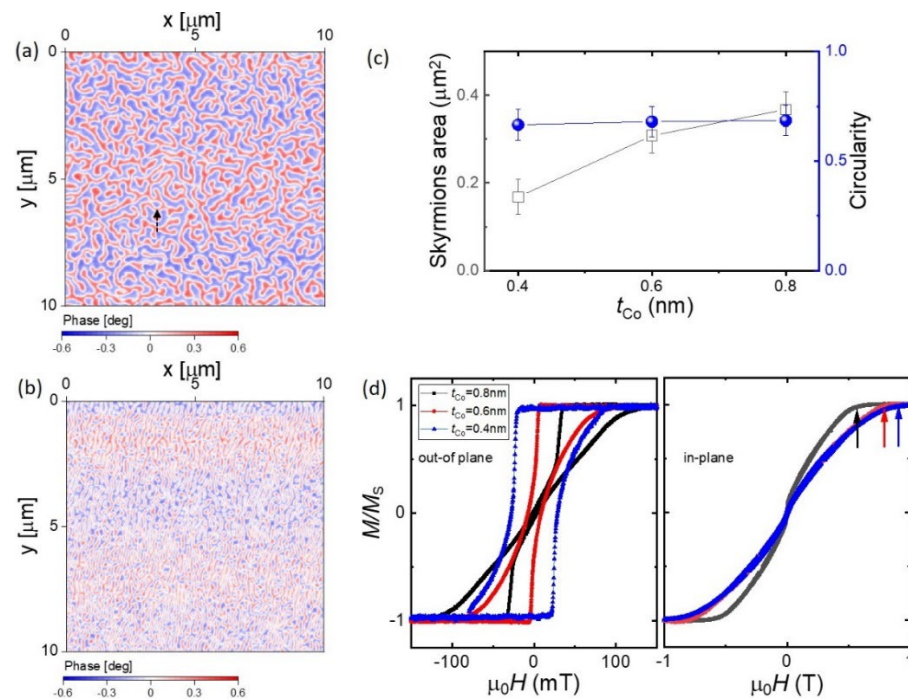 (a)
x [μm]
0 5 10
0
y [μm]
5
10
Phase [deg]
-0.6 -0.3 0 0.3 0.6
(b)
x [μm]
0 5 10
0
y [μm]
5
10
Phase [deg]
-0.6 -0.3 0 0.3 0.6
(c)
Skyrmions area (μm²)
0.4
0.2
0.0
1.0
0.5
0.0
Circularity
0.4 0.6 0.8
tCo (nm)
(d)
tCo=0.8nm
tCo=0.6nm
tCo=0.4nm
out-of plane
M/MS
1
0
-1
-100 0 100
μ0H (mT)
in-plane
-1 0 1
μ0H (T)